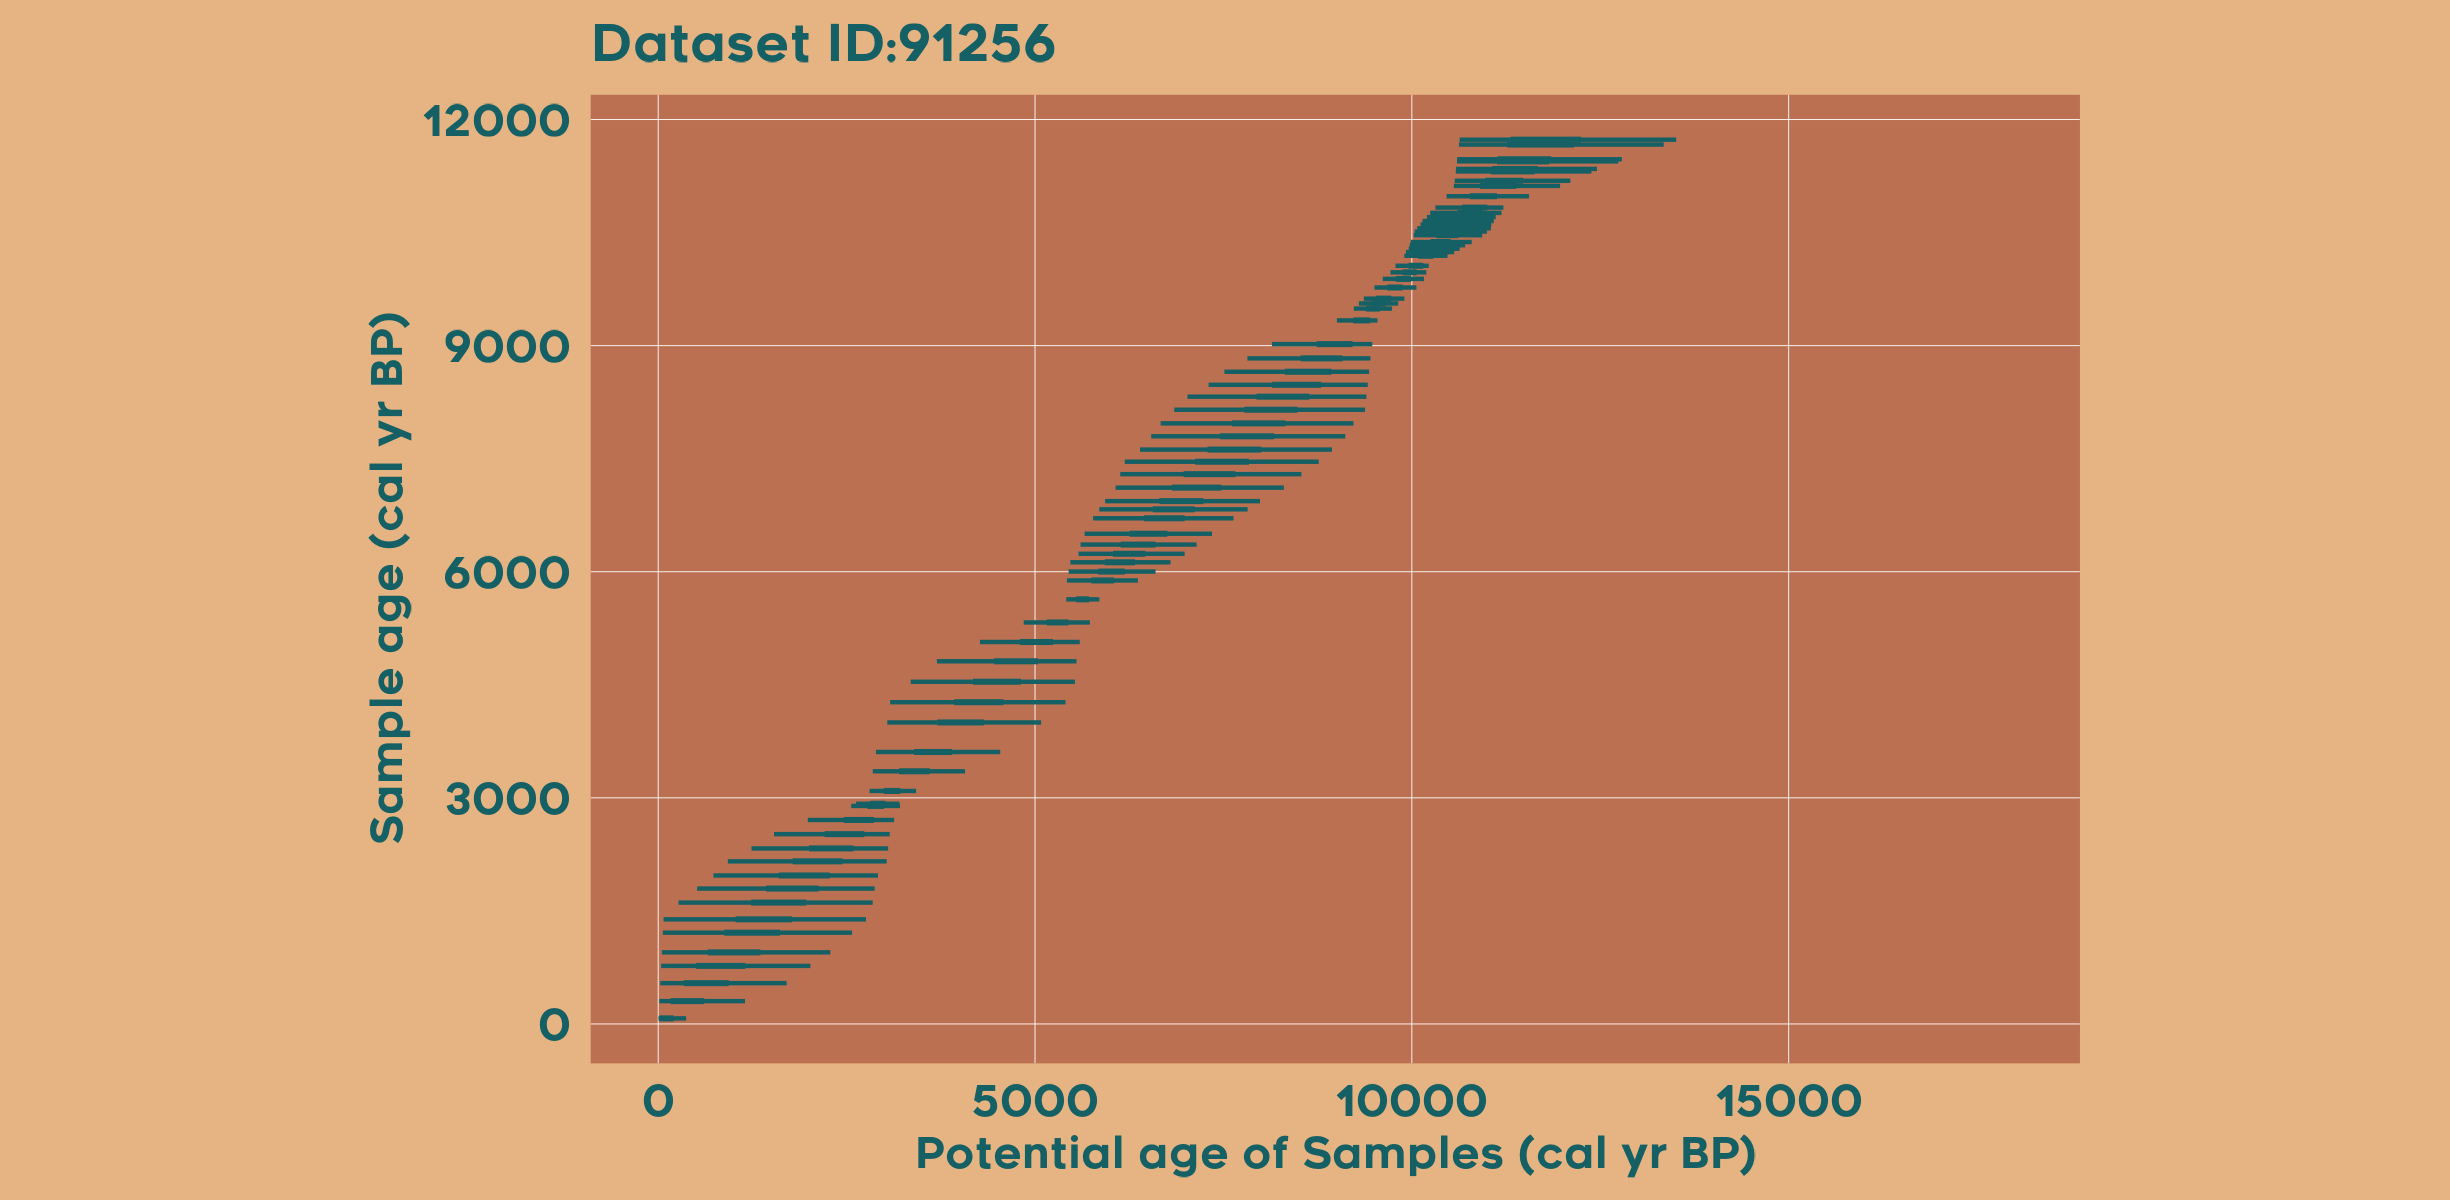 Dataset ID:91256
12000
9000
6000
3000
0
Sample age (cal yr BP)
0 5000 10000 15000
Potential age of Samples (cal yr BP)